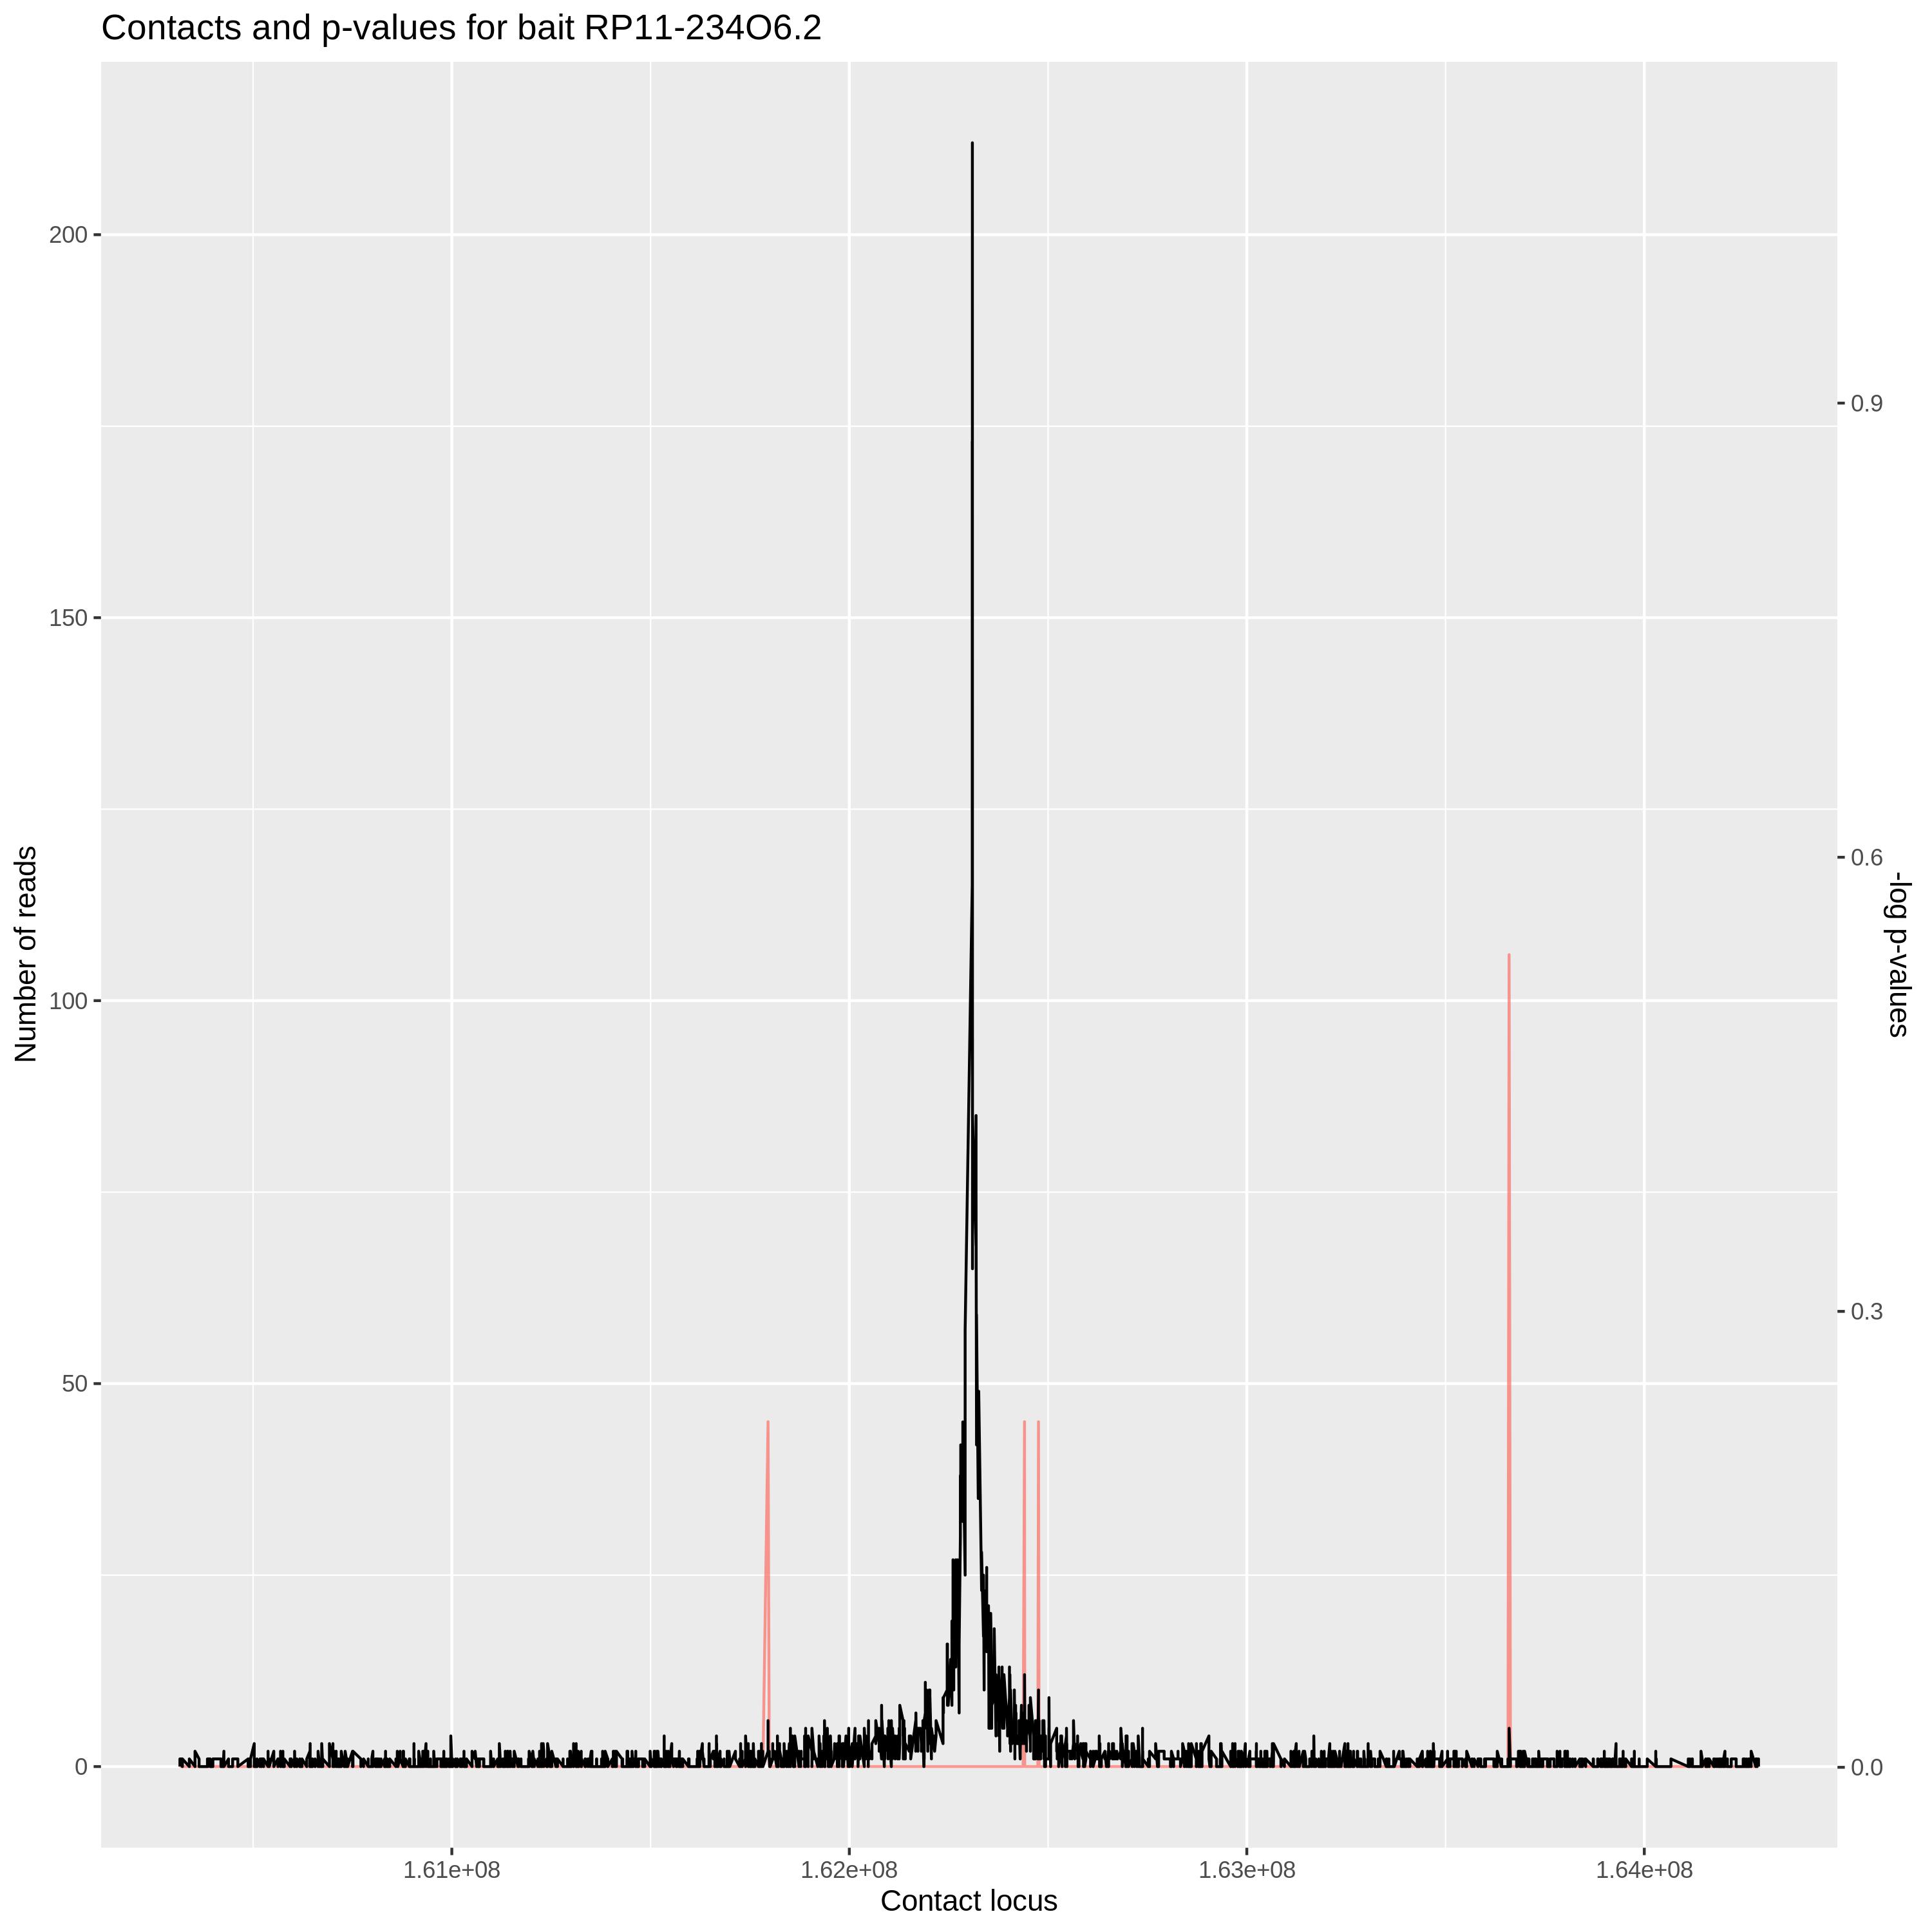 Contacts and p-values for bait RP11-234O6.2
200
150
100
50
0
Number of reads
0.9
0.6
0.3
0.0
-log p-values
1.61e+08
1.62e+08
1.63e+08
1.64e+08
Contact locus